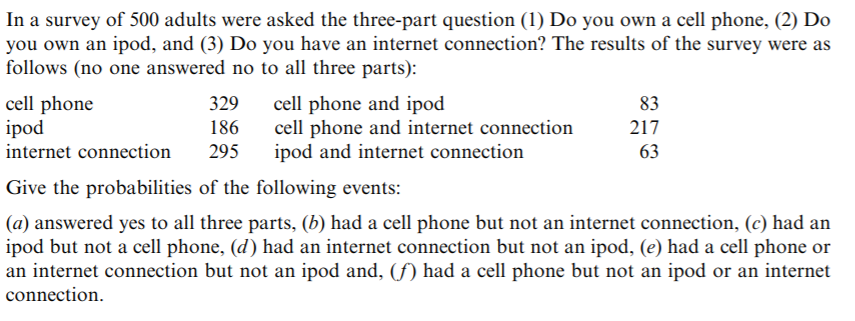 In a survey of 500 adults were asked the three-part question (1) Do you own a cell phone, (2) Do
you own an ipod, and (3) Do you have an internet connection? The results of the survey were as
follows (no one answered no to all three parts):
cell phone 329 cell phone and ipod 83
ipod 186 cell phone and internet connection 217
internet connection 295 ipod and internet connection 63
Give the probabilities of the following events:
(a) answered yes to all three parts, (b) had a cell phone but not an internet connection, (c) had an
ipod but not a cell phone, (d) had an internet connection but not an ipod, (e) had a cell phone or
an internet connection but not an ipod and, (f) had a cell phone but not an ipod or an internet
connection.